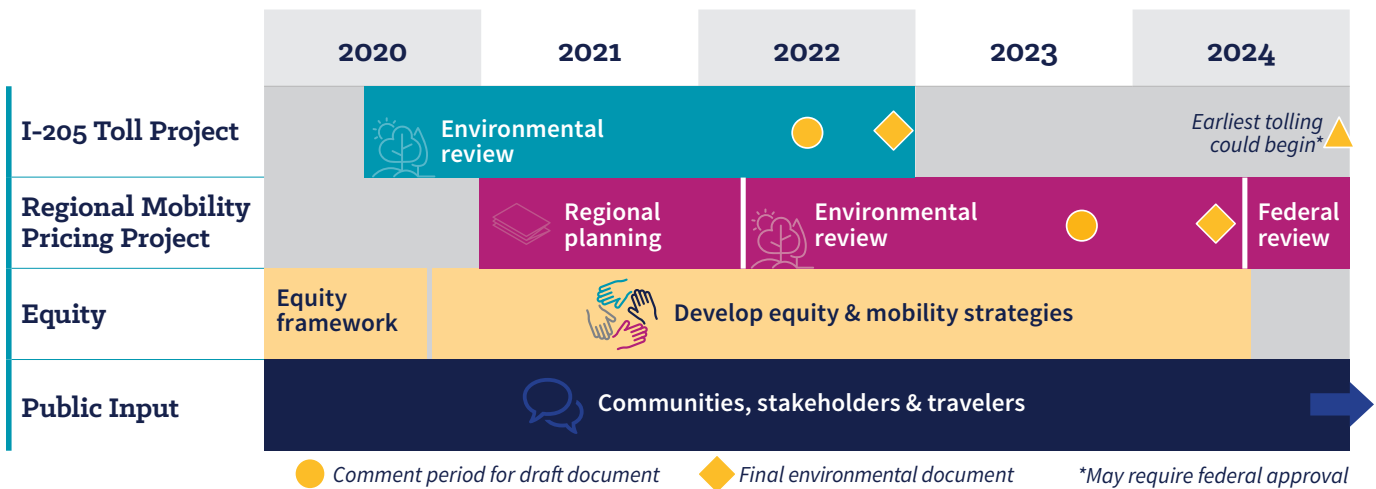 2020 2021 2022 2023 2024
I-205 Toll Project
Environmental
review
Earliest tolling
could begin*
Regional Mobility
Pricing Project
Regional
planning
Environmental
review
Federal
review
Equity
Equity
framework
Develop equity & mobility strategies
Public Input
Communities, stakeholders & travelers
Comment period for draft document
Final environmental document
*May require federal approval